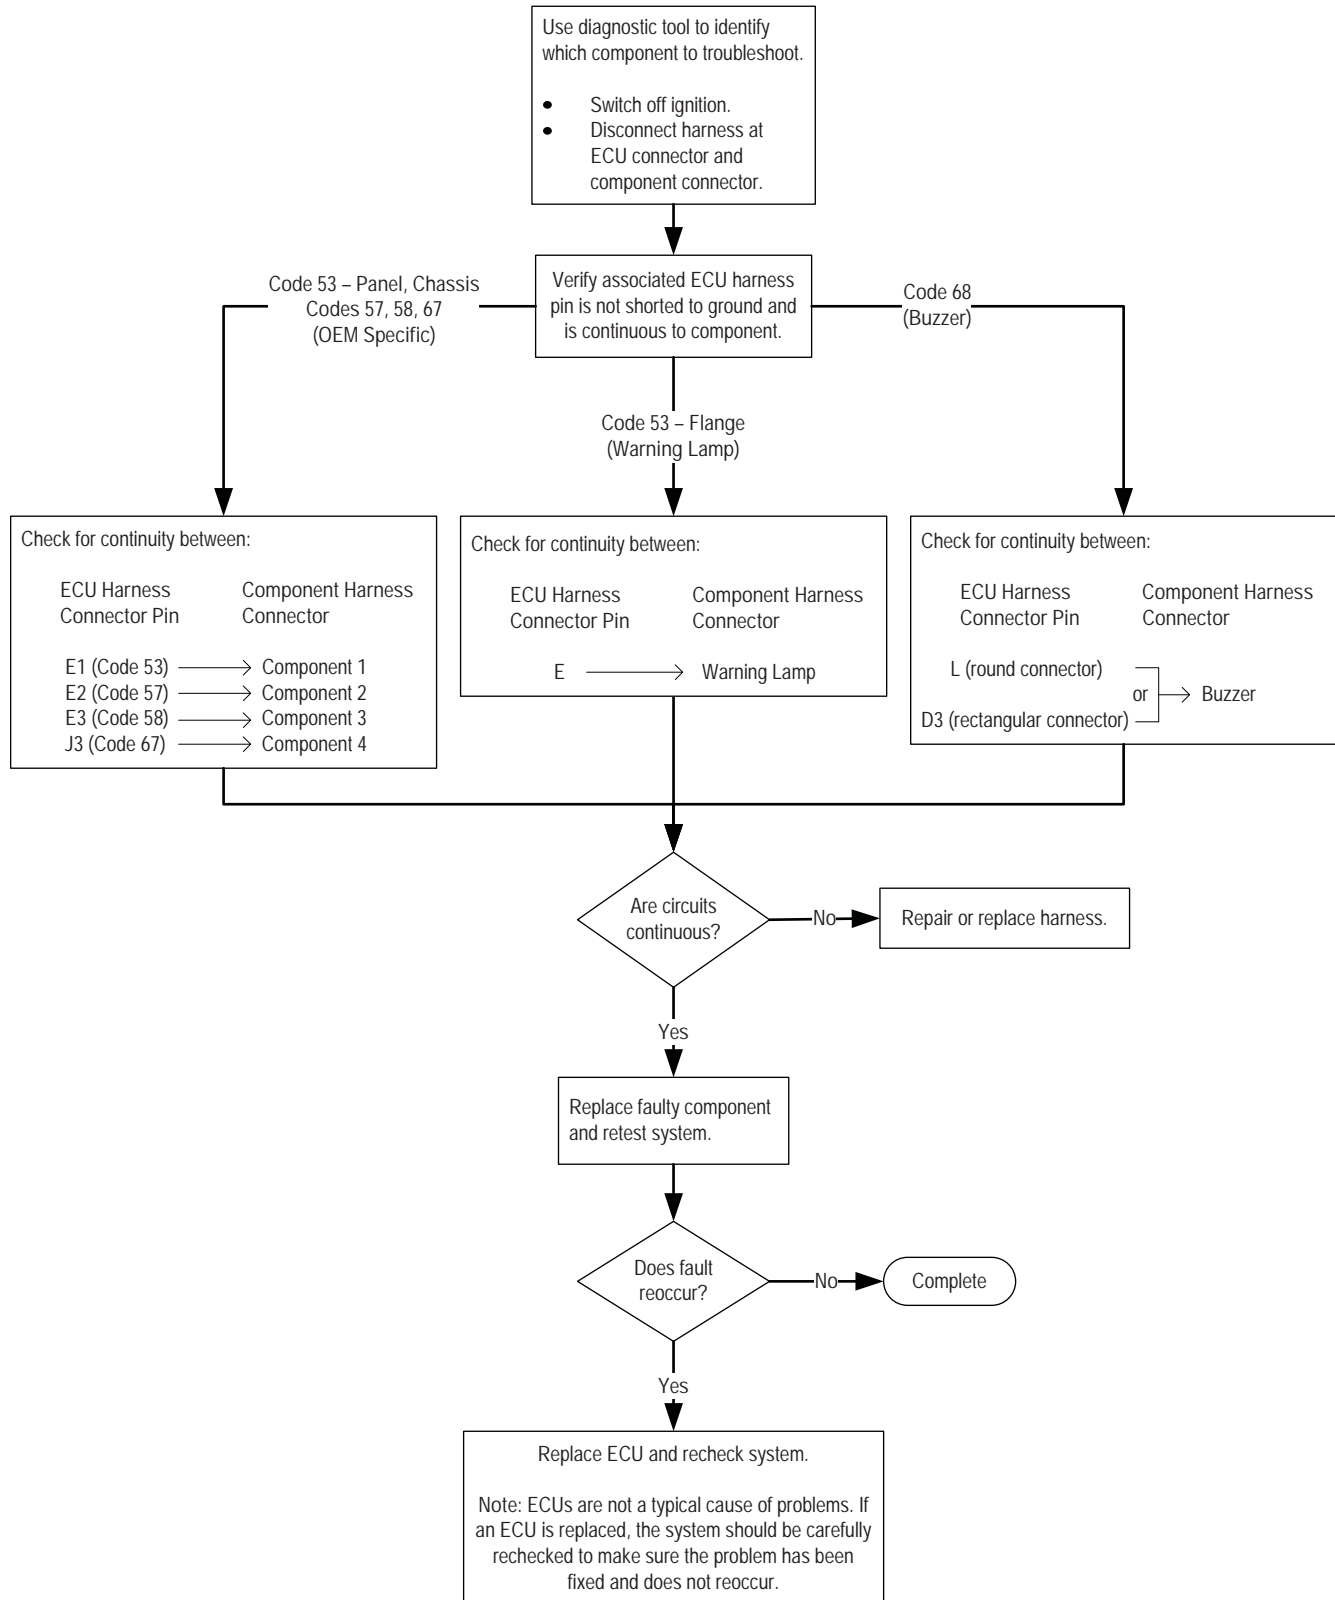 Use diagnostic tool to identify
which component to troubleshoot.
• Switch off ignition.
• Disconnect harness at
ECU connector and
component connector.
Verify associated ECU harness
pin is not shorted to ground and
is continuous to component.
Code 53 – Panel, Chassis
Codes 57, 58, 67
(OEM Specific)
Code 68
(Buzzer)
Code 53 – Flange
(Warning Lamp)
Check for continuity between:
ECU Harness Component Harness
Connector Pin Connector
E1 (Code 53) → Component 1
E2 (Code 57) → Component 2
E3 (Code 58) → Component 3
J3 (Code 67) → Component 4
Check for continuity between:
ECU Harness Component Harness
Connector Pin Connector
E → Warning Lamp
Check for continuity between:
ECU Harness Component Harness
Connector Pin Connector
L (round connector)
or → Buzzer
D3 (rectangular connector)
Are circuits
continuous?
No
Repair or replace harness.
Yes
Replace faulty component
and retest system.
Does fault
reoccur?
No
Complete
Yes
Replace ECU and recheck system.
Note: ECUs are not a typical cause of problems. If
an ECU is replaced, the system should be carefully
rechecked to make sure the problem has been
fixed and does not reoccur.